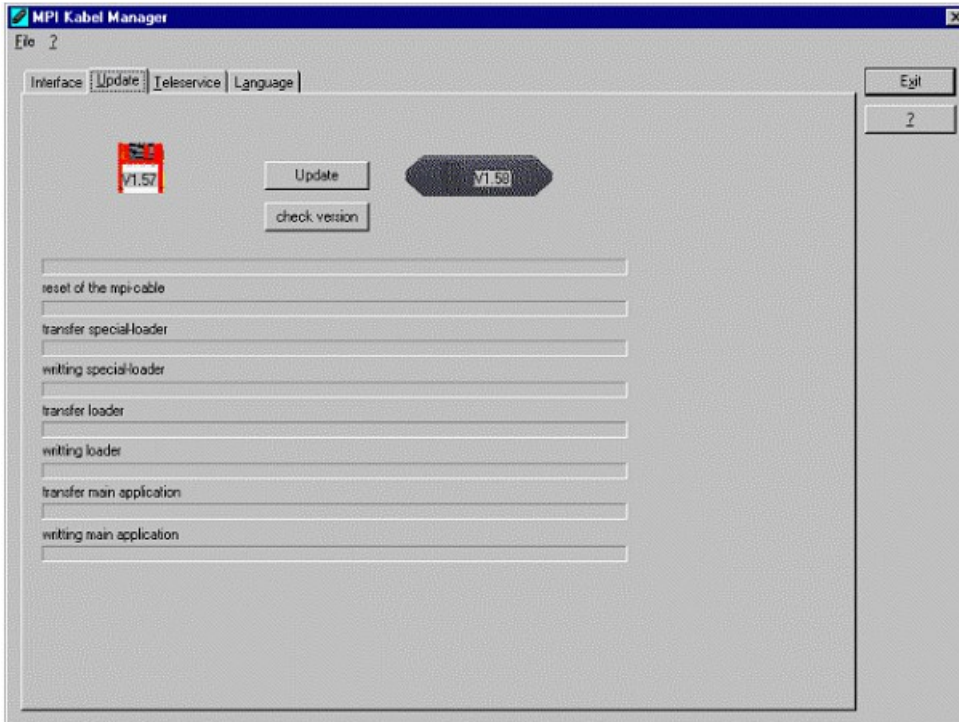 MPI Kabel Manager
File ?
Interface Update Teleservice Language
Exit
?
V1.57
Update
V1.58
check version
reset of the mpi-cable
transfer special-loader
writting special-loader
transfer loader
writting loader
transfer main application
writting main application